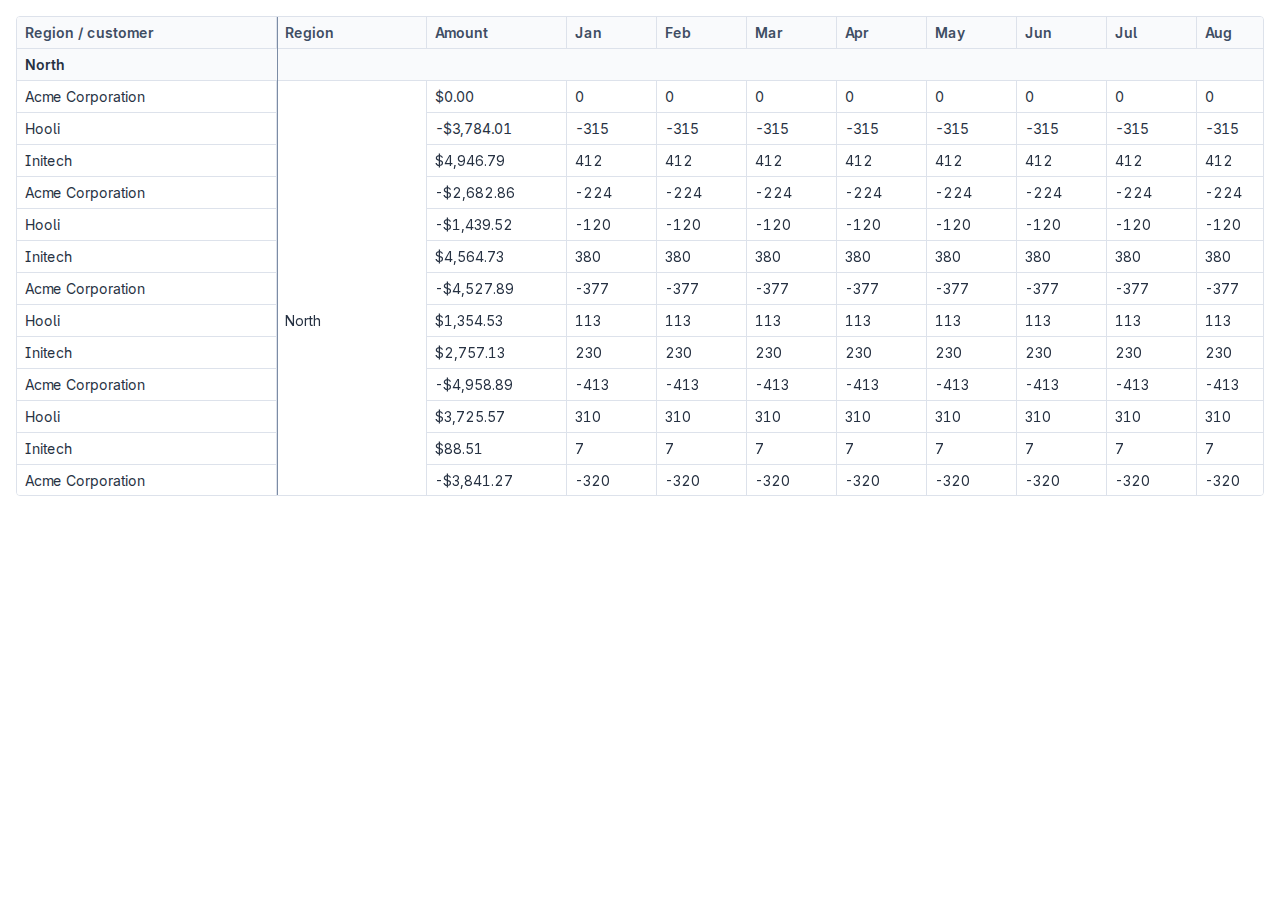 Region / customer Region Amount Jan Feb Mar Apr May Jun Jul Aug
North
Acme Corporation $0.00 0 0 0 0 0 0 0 0
Hooli -$3,784.01 -315 -315 -315 -315 -315 -315 -315 -315
Initech $4,946.79 412 412 412 412 412 412 412 412
Acme Corporation -$2,682.86 -224 -224 -224 -224 -224 -224 -224 -224
Hooli -$1,439.52 -120 -120 -120 -120 -120 -120 -120 -120
Initech $4,564.73 380 380 380 380 380 380 380 380
Acme Corporation -$4,527.89 -377 -377 -377 -377 -377 -377 -377 -377
Hooli North $1,354.53 113 113 113 113 113 113 113 113
Initech $2,757.13 230 230 230 230 230 230 230 230
Acme Corporation -$4,958.89 -413 -413 -413 -413 -413 -413 -413 -413
Hooli $3,725.57 310 310 310 310 310 310 310 310
Initech $88.51 7 7 7 7 7 7 7 7
Acme Corporation -$3,841.27 -320 -320 -320 -320 -320 -320 -320 -320